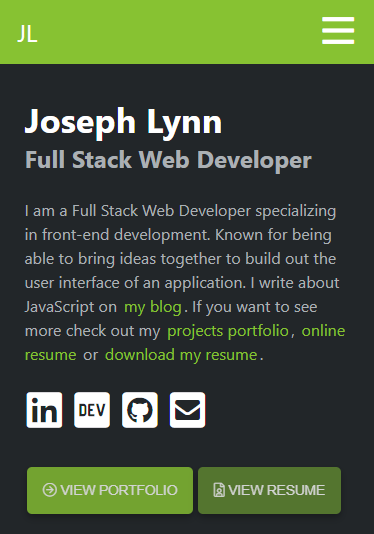 JL
Joseph Lynn
Full Stack Web Developer
I am a Full Stack Web Developer specializing
in front-end development. Known for being
able to bring ideas together to build out the
user interface of an application. I write about
JavaScript on my blog. If you want to see
more check out my projects portfolio, online
resume or download my resume.
in DEV
VIEW PORTFOLIO VIEW RESUME